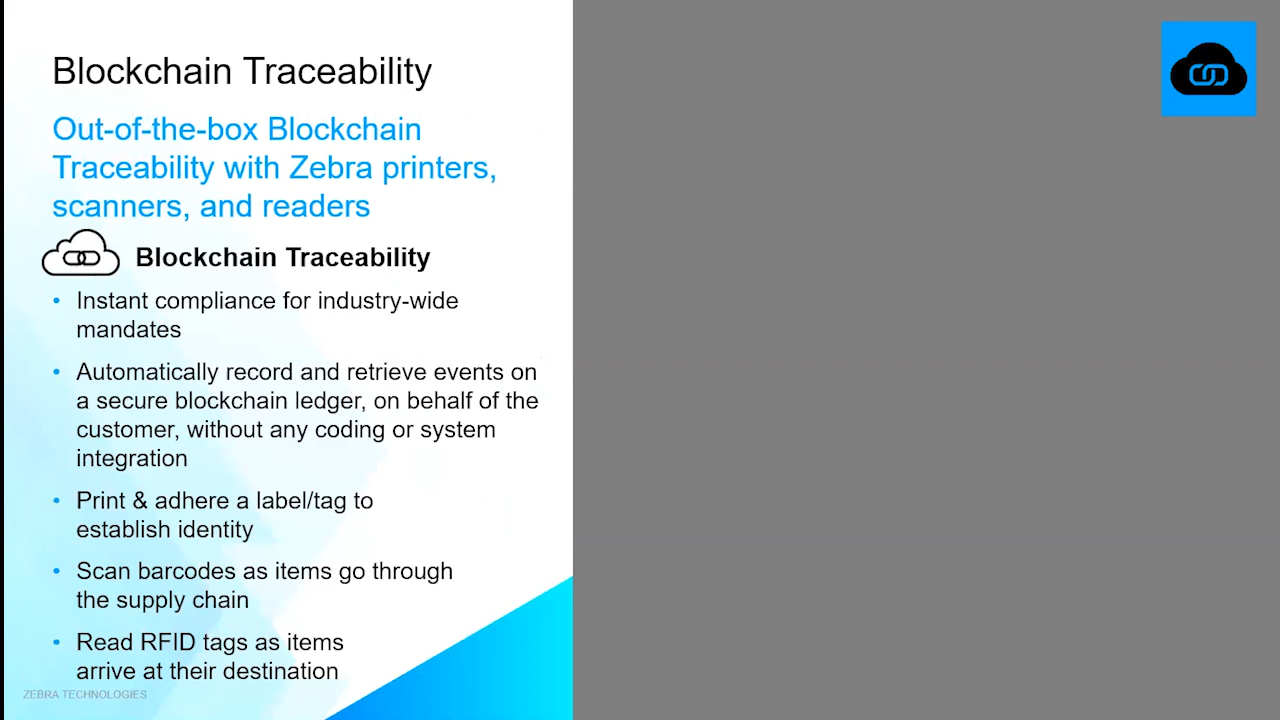 Blockchain Traceability
Out-of-the-box Blockchain
Traceability with Zebra printers,
scanners, and readers
Blockchain Traceability
• Instant compliance for industry-wide
mandates
• Automatically record and retrieve events on
a secure blockchain ledger, on behalf of the
customer, without any coding or system
integration
• Print & adhere a label/tag to
establish identity
• Scan barcodes as items go through
the supply chain
• Read RFID tags as items
arrive at their destination
ZEBRA TECHNOLOGIES